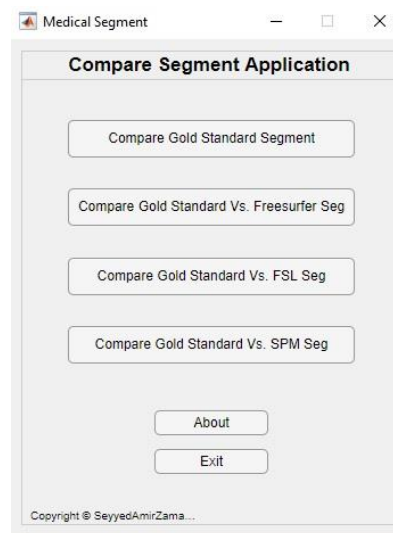 Medical Segment
Compare Segment Application
Compare Gold Standard Segment
Compare Gold Standard Vs. Freesurfer Seg
Compare Gold Standard Vs. FSL Seg
Compare Gold Standard Vs. SPM Seg
About
Exit
Copyright © SeyyedAmirZama...